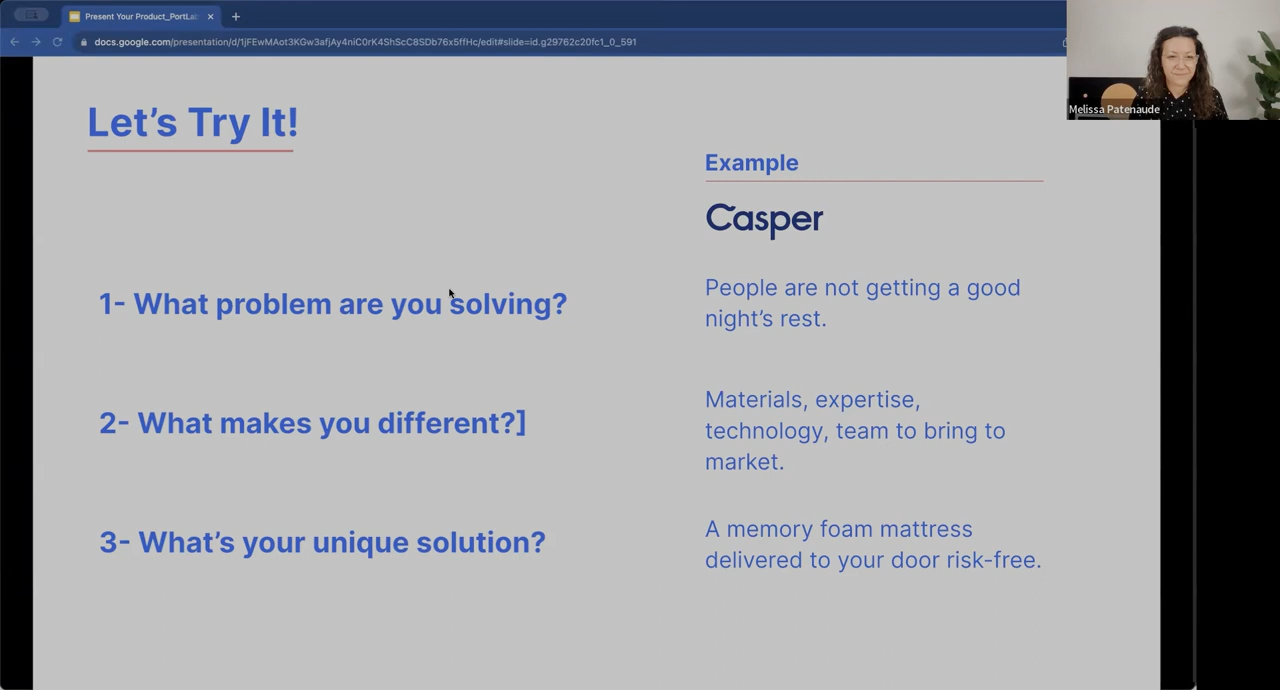 Present Your Product_PortLa
docs.google.com/presentation/d/1jFEwMAot3KGw3afjAy4niC0rK4ShScC8SDb76x5ffHc/edit#slide=id.g29762c20fc1_0_591
Melissa Patenaude
Let's Try It!
Example
Casper
1- What problem are you solving?
People are not getting a good
night's rest.
2- What makes you different?]
Materials, expertise,
technology, team to bring to
market.
3- What's your unique solution?
A memory foam mattress
delivered to your door risk-free.